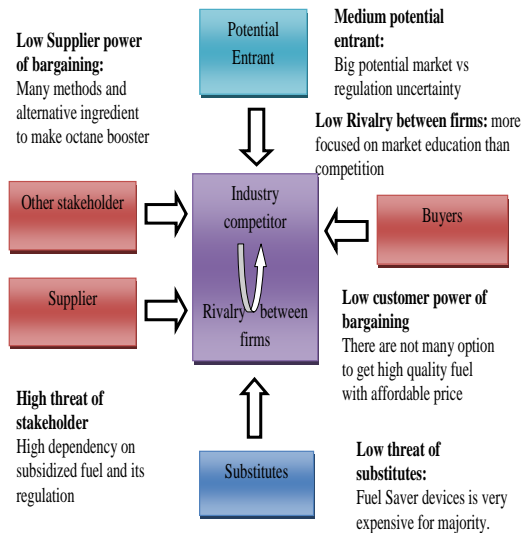 Low Supplier power
of bargaining:
Many methods and
alternative ingredient
to make octane booster
Potential
Entrant
Medium potential
entrant:
Big potential market vs
regulation uncertainty
Low Rivalry between firms: more
focused on market education than
competition
Other stakeholder
Industry
competitor
Buyers
Supplier
Rivalry between
firms
Low customer power of
bargaining
There are not many option
to get high quality fuel
with affordable price
High threat of
stakeholder
High dependency on
subsidized fuel and its
regulation
Substitutes
Low threat of
substitutes:
Fuel Saver devices is very
expensive for majority.